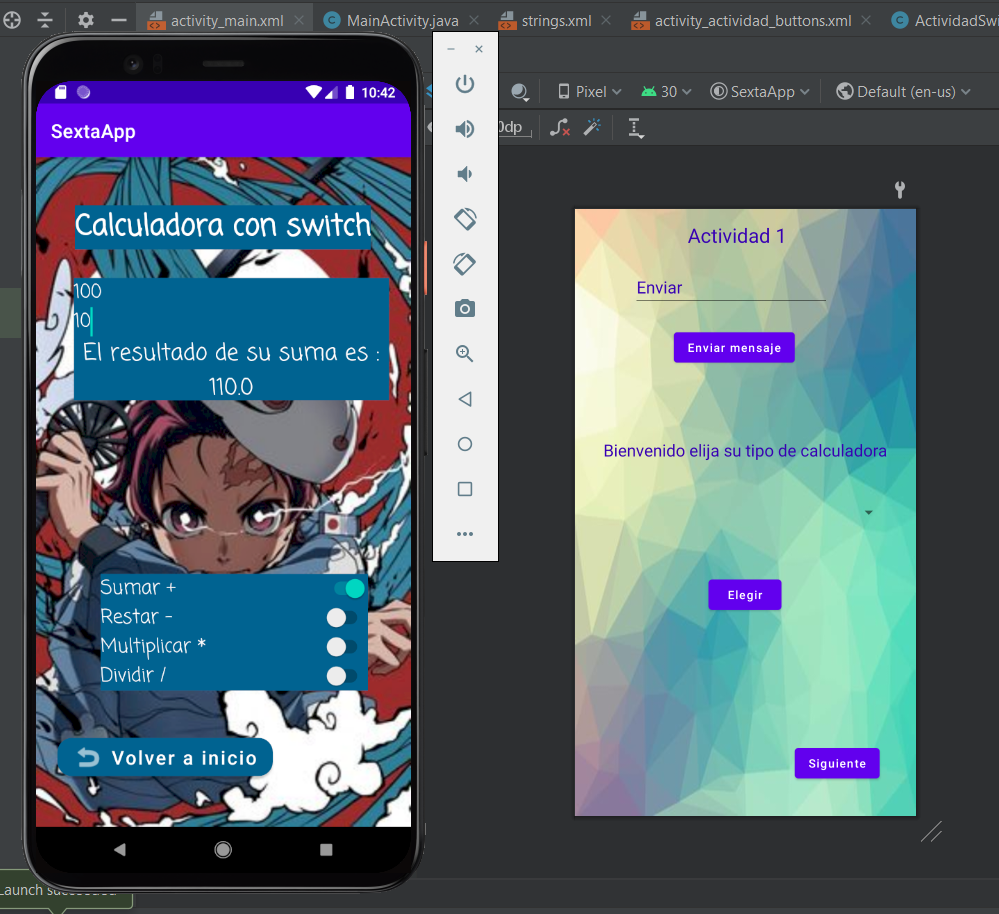 activity_main.xml
MainActivity.java
strings.xml
activity_actividad_buttons.xml
ActividadSwi
Pixel
30
SextaApp
Default (en-us)
0dp
10:42
SextaApp
Calculadora con switch
100
10
El resultado de su suma es :
110.0
Sumar +
Restar -
Multiplicar *
Dividir /
Volver a inicio
Actividad 1
Enviar
Enviar mensaje
Bienvenido elija su tipo de calculadora
Elegir
Siguiente
Launch succeeded